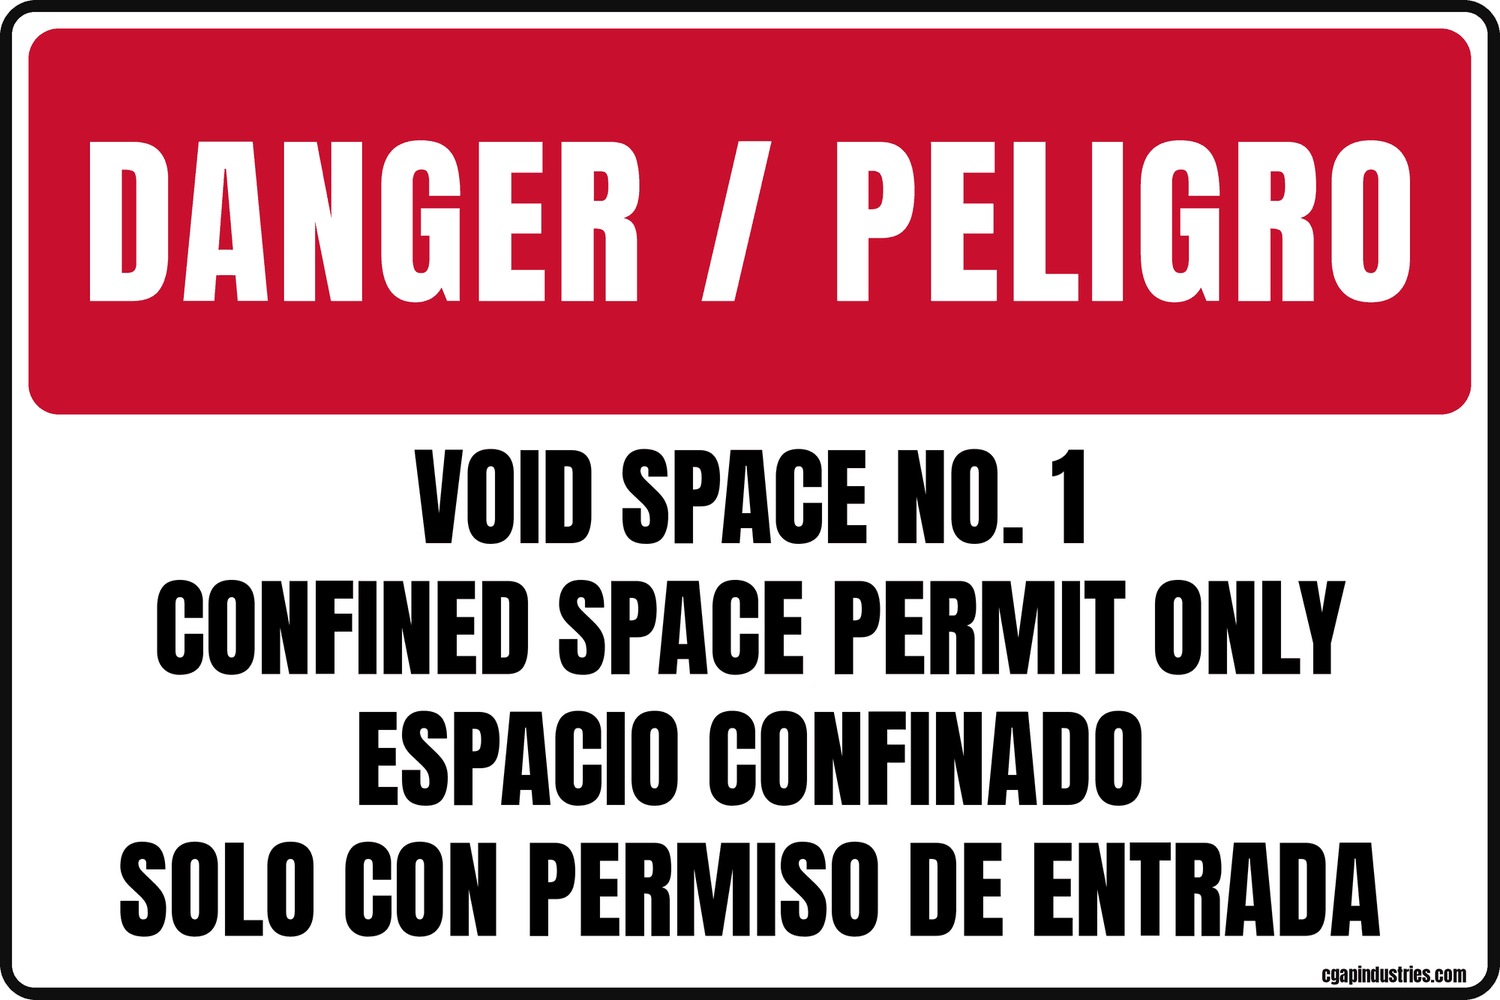 DANGER / PELIGRO
VOID SPACE NO. 1
CONFINED SPACE PERMIT ONLY
ESPACIO CONFINADO
SOLO CON PERMISO DE ENTRADA
cgapindustries.com